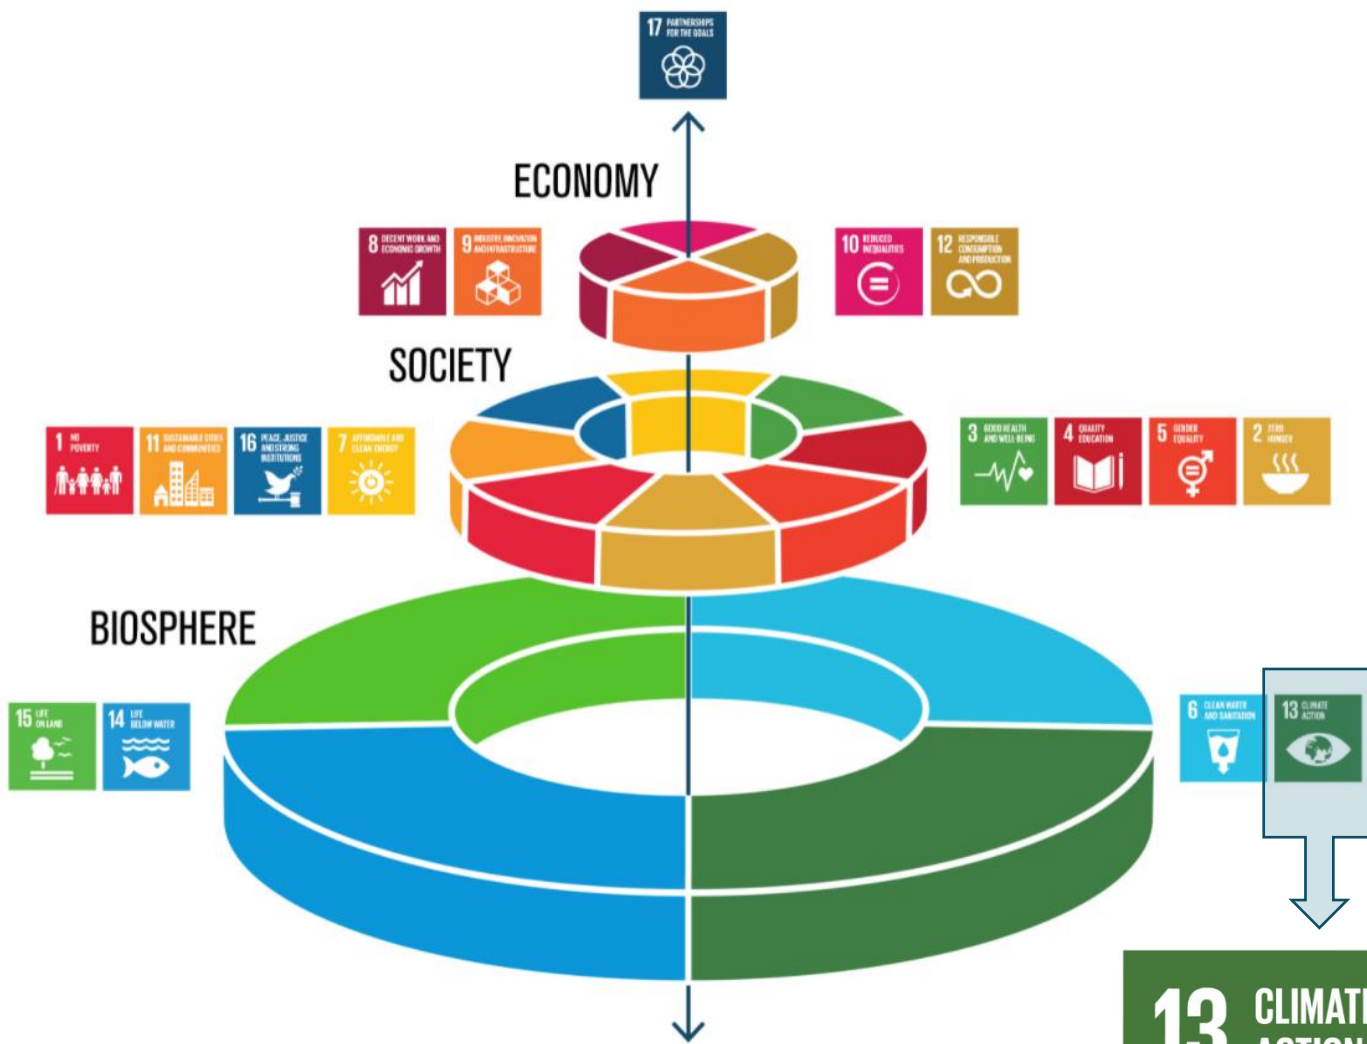 17 PARTNERSHIPS
FOR THE GOALS
ECONOMY
8 DECENT WORK AND
ECONOMIC GROWTH
9 INDUSTRY, INNOVATION
AND INFRASTRUCTURE
10 REDUCED
INEQUALITIES
12 RESPONSIBLE
CONSUMPTION
AND PRODUCTION
SOCIETY
1 NO
POVERTY
11 SUSTAINABLE CITIES
AND COMMUNITIES
16 PEACE, JUSTICE
AND STRONG
INSTITUTIONS
7 AFFORDABLE AND
CLEAN ENERGY
3 GOOD HEALTH
AND WELL-BEING
4 QUALITY
EDUCATION
5 GENDER
EQUALITY
2 ZERO
HUNGER
BIOSPHERE
15 LIFE
ON LAND
14 LIFE
BELOW WATER
6 CLEAN WATER
AND SANITATION
13 CLIMATE
ACTION
13 CLIMATE
ACTION